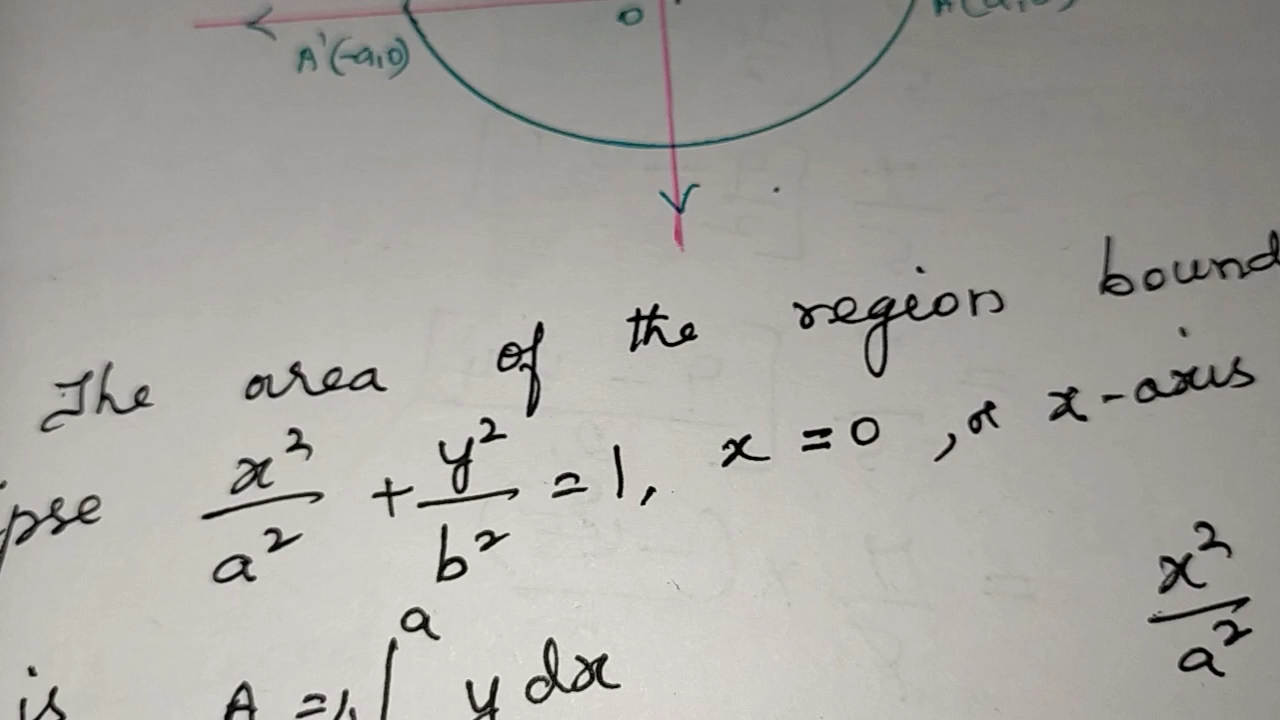 O
A'(-a,0)
The area of the region bound
pse x²/a² + y²/b² = 1, x = 0, or x-axis
x²/a²
is A = ∫ a y dx